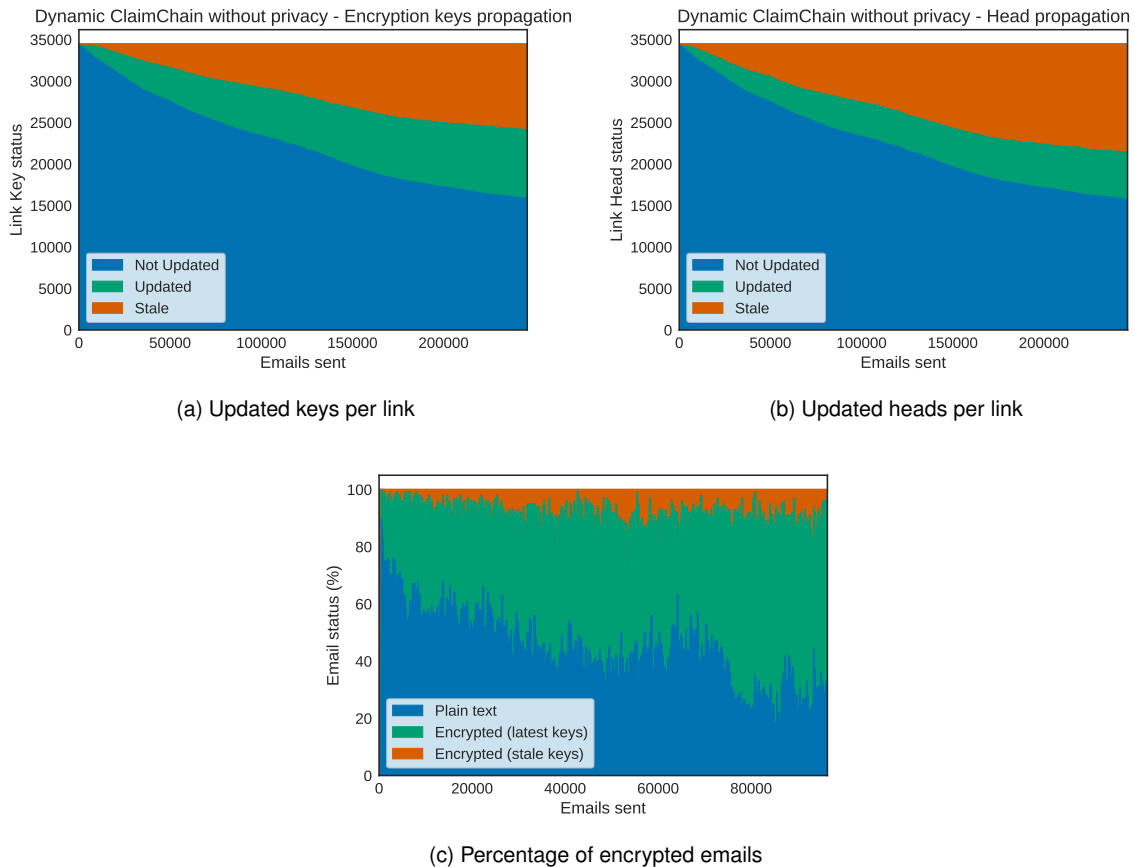 Dynamic ClaimChain without privacy - Encryption keys propagation
35000
30000
25000
20000
15000
10000
5000
0
Link Key status
Not Updated
Updated
Stale
0 50000 100000 150000 200000
Emails sent
(a) Updated keys per link
Dynamic ClaimChain without privacy - Head propagation
35000
30000
25000
20000
15000
10000
5000
0
Link Head status
Not Updated
Updated
Stale
0 50000 100000 150000 200000
Emails sent
(b) Updated heads per link
100
80
60
40
20
0
Email status (%)
Plain text
Encrypted (latest keys)
Encrypted (stale keys)
0 20000 40000 60000 80000
Emails sent
(c) Percentage of encrypted emails